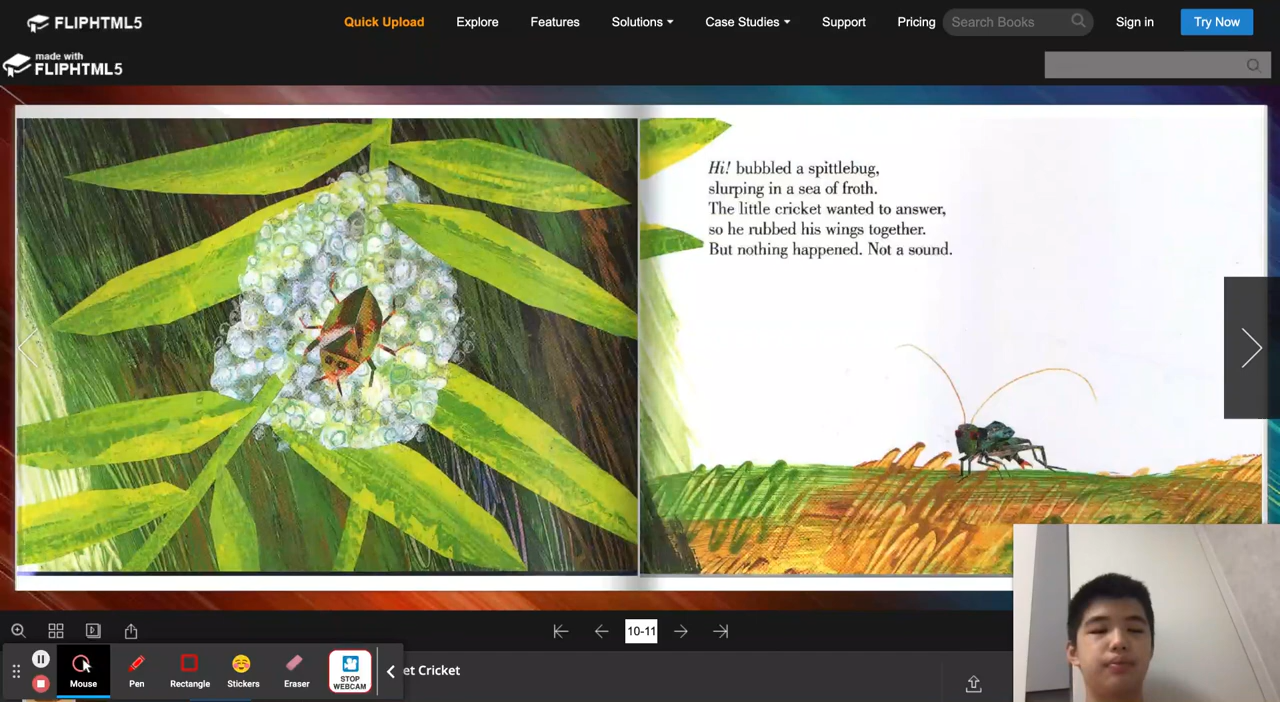 FLIPHTML5
Quick Upload
Explore
Features
Solutions
Case Studies
Support
Pricing
Search Books
Sign in
Try Now
made with
FLIPHTML5
Hi! bubbled a spittlebug,
slurping in a sea of froth.
The little cricket wanted to answer,
so he rubbed his wings together.
But nothing happened. Not a sound.
10-11
Mouse
Pen
Rectangle
Stickers
Eraser
STOP
WEBCAM
et Cricket